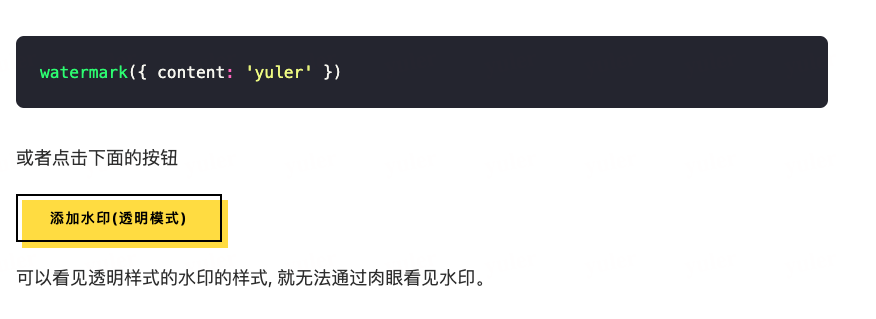 watermark({ content: 'yuler' })
或者点击下面的按钮
添加水印(透明模式)
可以看见透明样式的水印的样式, 就无法通过肉眼看见水印。